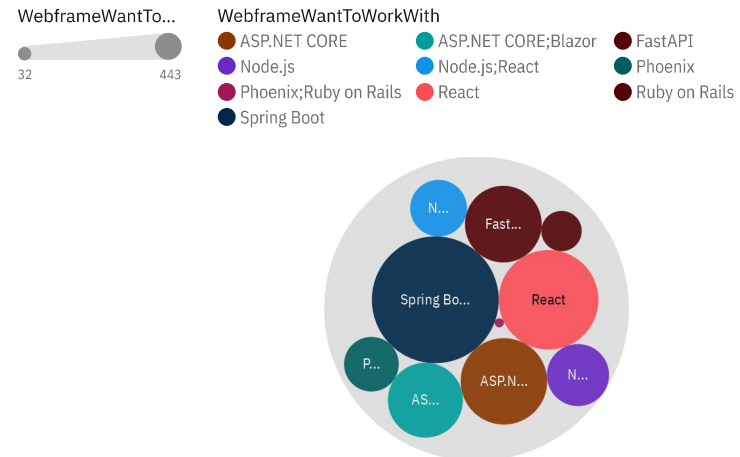 WebframeWantTo...
32
443
WebframeWantToWorkWith
ASP.NET CORE
ASP.NET CORE;Blazor
FastAPI
Node.js
Node.js;React
Phoenix
Phoenix;Ruby on Rails
React
Ruby on Rails
Spring Boot
N...
Fast...
Spring Bo...
React
P...
ASP.N...
N...
AS...